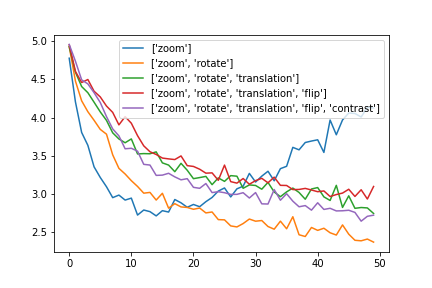 5.0
4.5
4.0
3.5
3.0
2.5
0
10
20
30
40
50
['zoom']
['zoom', 'rotate']
['zoom', 'rotate', 'translation']
['zoom', 'rotate', 'translation', 'flip']
['zoom', 'rotate', 'translation', 'flip', 'contrast']